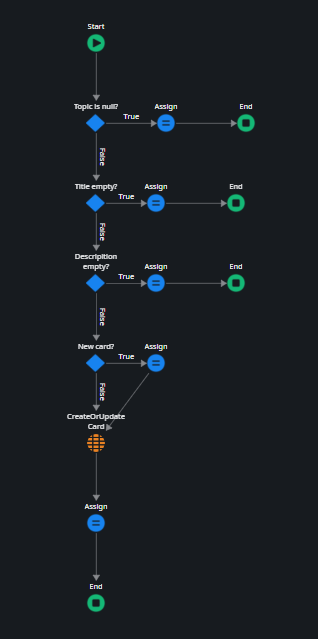 Start
Topic is null?
Assign
End
True
False
Title empty?
Assign
End
True
False
Descripition
empty?
Assign
End
True
False
New card?
Assign
True
False
CreateOrUpdate
Card
Assign
End